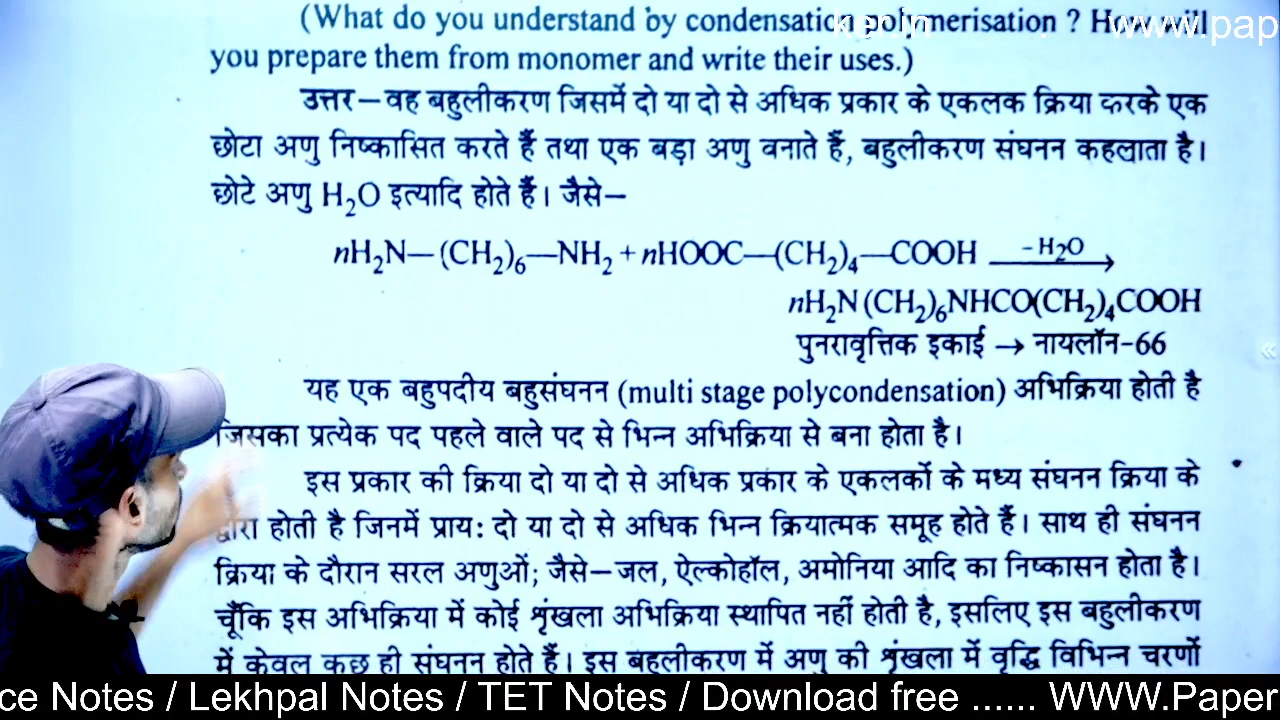 (What do you understand by condensation polymerisation ? How will
you prepare them from monomer and write their uses.)
ker.in www.pap
उत्तर – वह बहुलीकरण जिसमें दो या दो से अधिक प्रकार के एकलक क्रिया करके एक
छोटा अणु निष्कासित करते हैं तथा एक बड़ा अणु बनाते हैं, बहुलीकरण संघनन कहलाता है।
छोटे अणु H₂O इत्यादि होते हैं। जैसे–
nH₂N—(CH₂)₆—NH₂ + nHOOC—(CH₂)₄—COOH –H₂O →
nH₂N(CH₂)₆NHCO(CH₂)₄COOH
पुनरावृत्तिक इकाई → नायलॉन-66
यह एक बहुपदीय बहुसंघनन (multi stage polycondensation) अभिक्रिया होती है
जिसका प्रत्येक पद पहले वाले पद से भिन्न अभिक्रिया से बना होता है।
इस प्रकार की क्रिया दो या दो से अधिक प्रकार के एकलकों के मध्य संघनन क्रिया के
द्वारा होती है जिनमें प्राय: दो या दो से अधिक भिन्न क्रियात्मक समूह होते हैं। साथ ही संघनन
क्रिया के दौरान सरल अणुओं; जैसे–जल, ऐल्कोहॉल, अमोनिया आदि का निष्कासन होता है।
चूँकि इस अभिक्रिया में कोई शृंखला अभिक्रिया स्थापित नहीं होती है, इसलिए इस बहुलीकरण
में केवल कुछ ही संघनन होते हैं। इस बहुलीकरण में अणु की शृंखला में वृद्धि विभिन्न चरणों
ce Notes / Lekhpal Notes / TET Notes / Download free ...... WWW.Paper